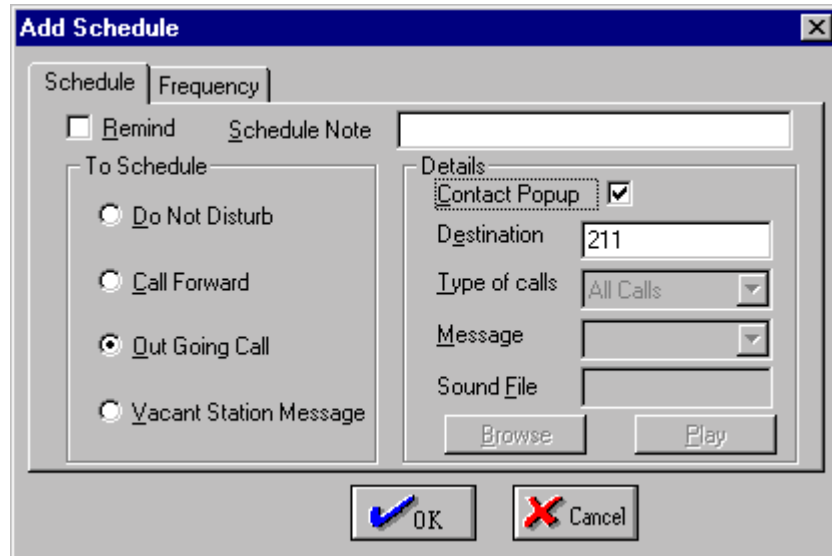 Add Schedule
Schedule Frequency
Remind Schedule Note
To Schedule
Do Not Disturb
Call Forward
Out Going Call
Vacant Station Message
Details
Contact Popup
Destination 211
Type of calls All Calls
Message
Sound File
Browse Play
OK Cancel